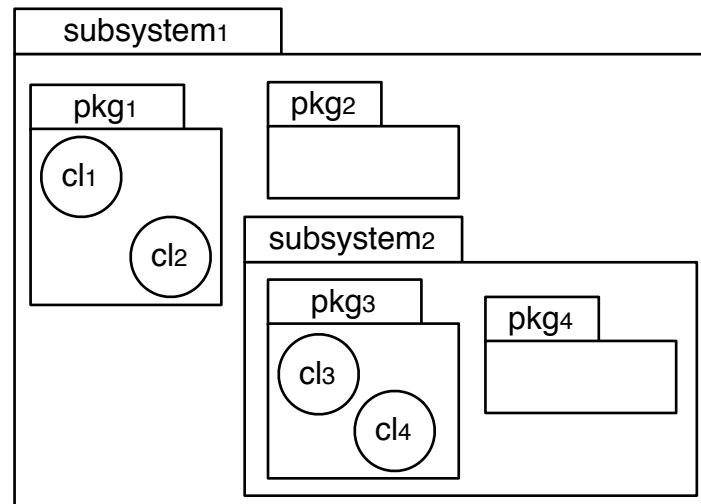 subsystem1
pkg1
pkg2
cl1
cl2
subsystem2
pkg3
pkg4
cl3
cl4